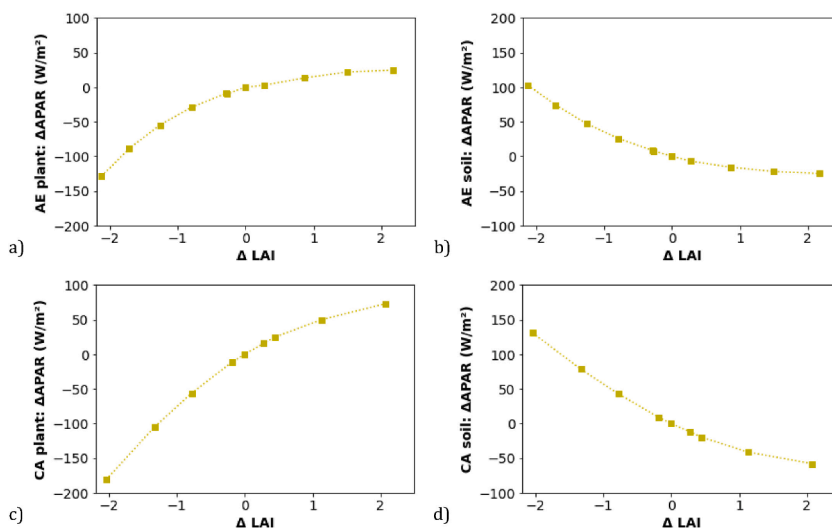 100
50
0
−50
−100
−150
−200
AE plant: ΔAPAR (W/m²)
−2 −1 0 1 2
Δ LAI
a)
200
150
100
50
0
−50
−100
AE soil: ΔAPAR (W/m²)
−2 −1 0 1 2
Δ LAI
b)
100
50
0
−50
−100
−150
−200
CA plant: ΔAPAR (W/m²)
−2 −1 0 1 2
Δ LAI
c)
200
150
100
50
0
−50
−100
CA soil: ΔAPAR (W/m²)
−2 −1 0 1 2
Δ LAI
d)